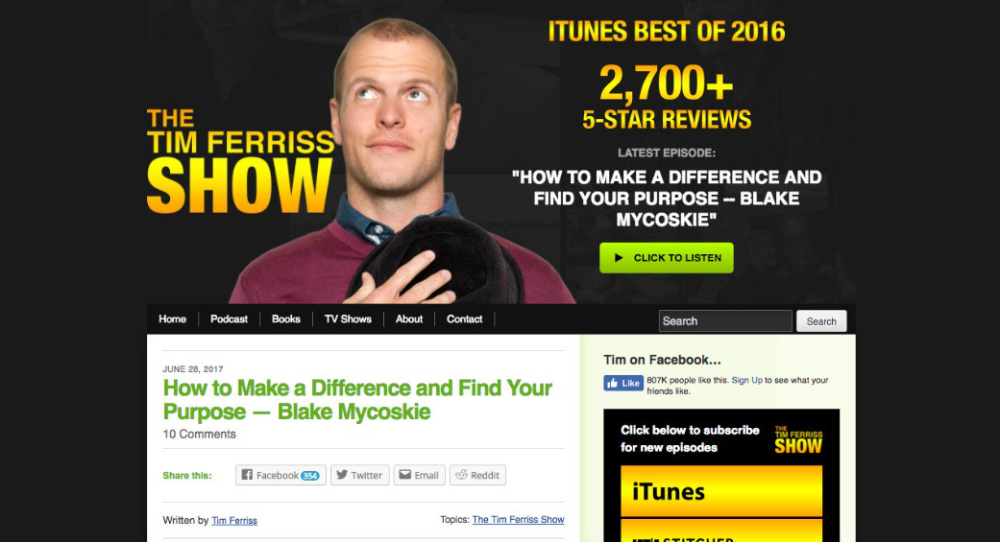 THE
TIM FERRISS
SHOW
ITUNES BEST OF 2016
2,700+
5-STAR REVIEWS
LATEST EPISODE:
"HOW TO MAKE A DIFFERENCE AND
FIND YOUR PURPOSE -- BLAKE
MYCOSKIE"
CLICK TO LISTEN
Home Podcast Books TV Shows About Contact
Search Search
JUNE 28, 2017
How to Make a Difference and Find Your
Purpose — Blake Mycoskie
10 Comments
Share this: Facebook 354 Twitter Email Reddit
Written by Tim Ferriss Topics: The Tim Ferriss Show
Tim on Facebook...
Like 807K people like this. Sign Up to see what your
friends like.
Click below to subscribe
for new episodes
THE
TIM FERRISS
SHOW
iTunes
STITCHER